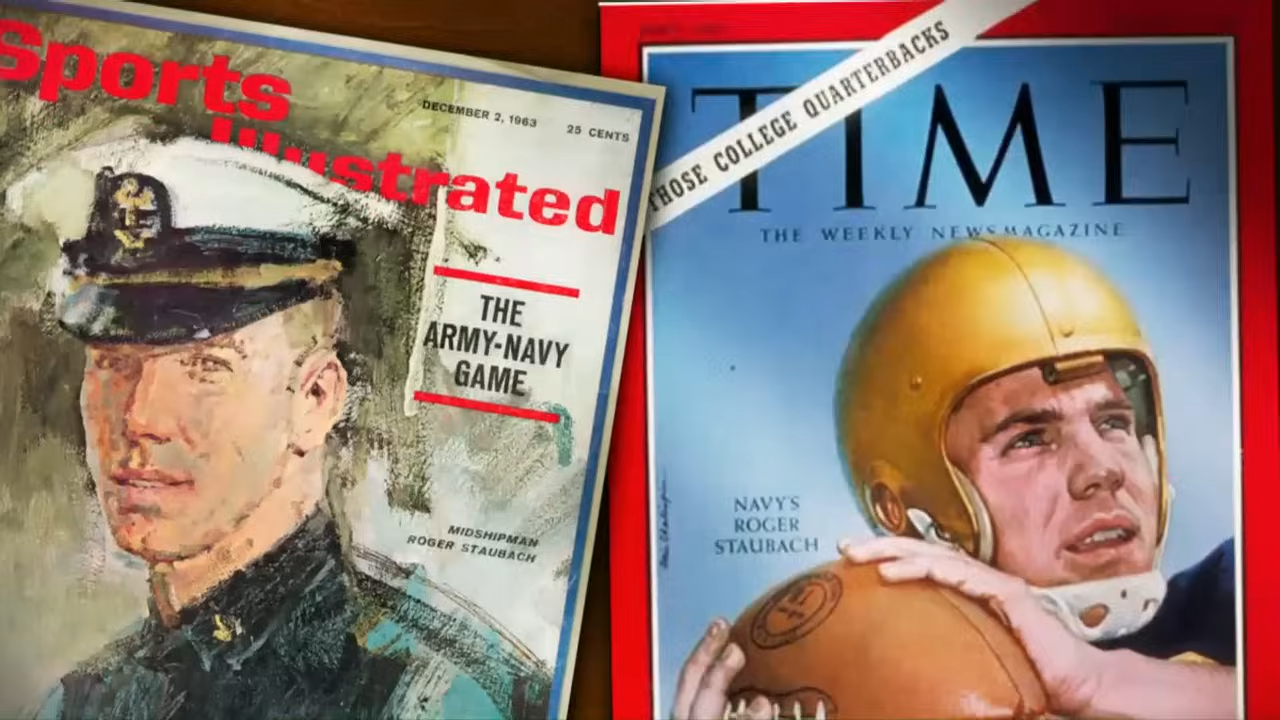 Sports
Illustrated
DECEMBER 2, 1963 25 CENTS
THE
ARMY-NAVY
GAME
MIDSHIPMAN
ROGER STAUBACH
THOSE COLLEGE QUARTERBACKS
TIME
THE WEEKLY NEWSMAGAZINE
NAVY'S
ROGER
STAUBACH